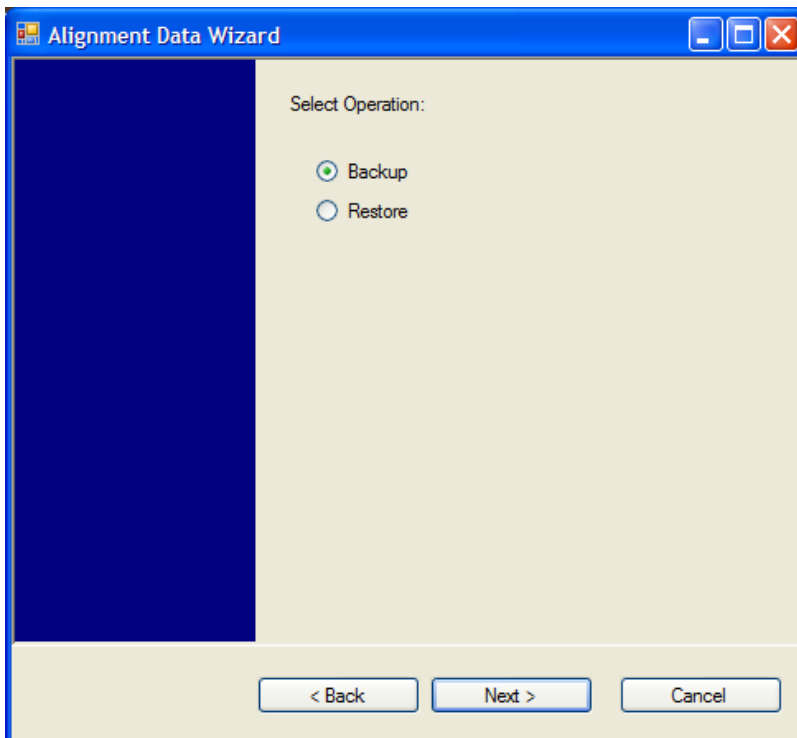 Alignment Data Wizard
Select Operation:
Backup
Restore
< Back
Next >
Cancel